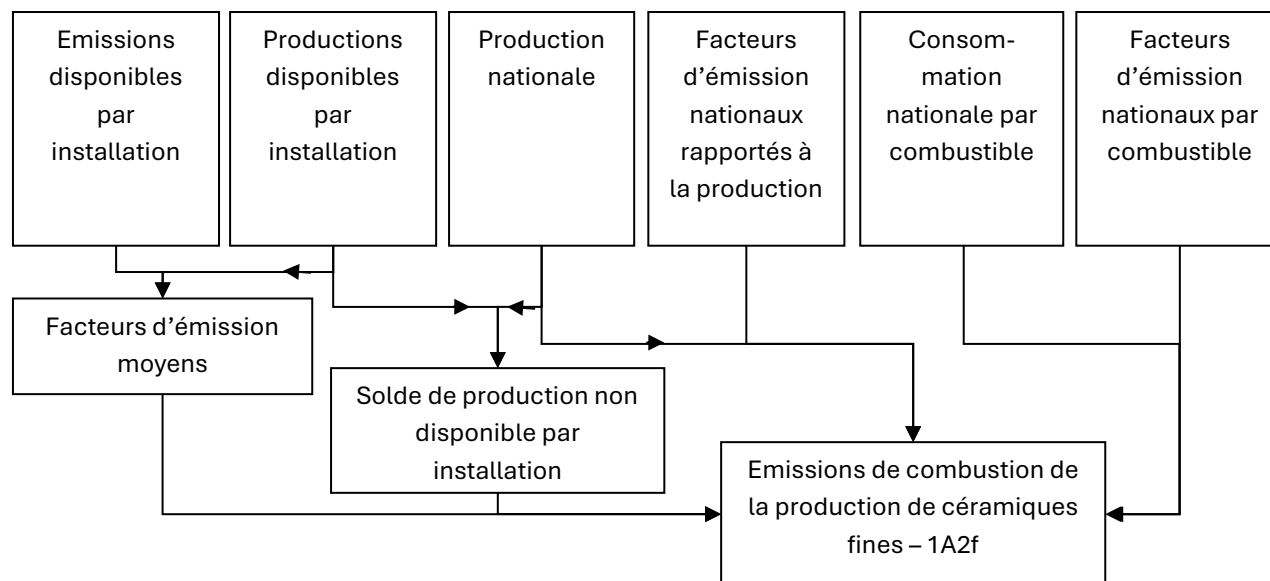 Emissions
disponibles
par
installation
Productions
disponibles
par
installation
Production
nationale
Facteurs
d’émission
nationaux
rapportés à
la production
Consom-
mation
nationale par
combustible
Facteurs
d’émission
nationaux par
combustible
Facteurs d’émission
moyens
Solde de production non
disponible par
installation
Emissions de combustion de
la production de céramiques
fines – 1A2f